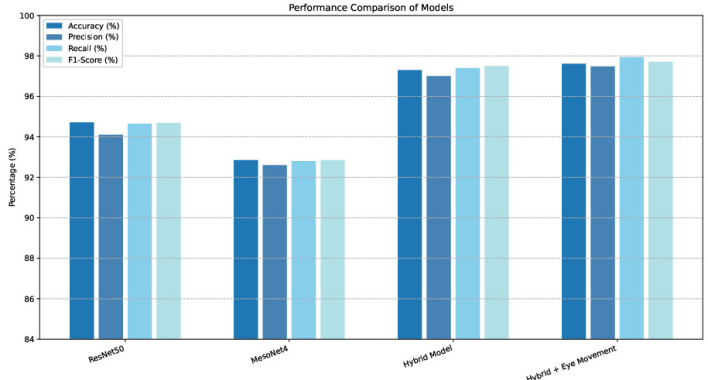 Performance Comparison of Models
Accuracy (%)
Precision (%)
Recall (%)
F1-Score (%)
Percentage (%)
100
98
96
94
92
90
88
86
84
ResNet50
MesoNet4
Hybrid Model
Hybrid + Eye Movement